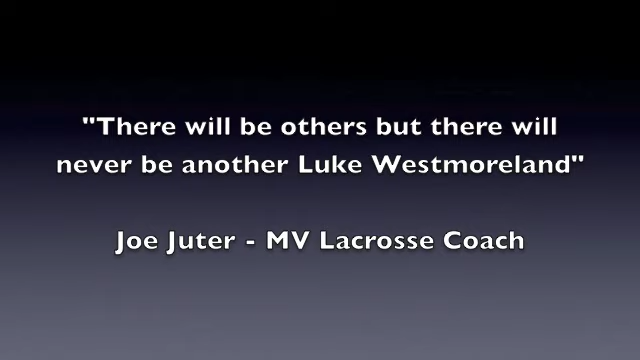 "There will be others but there will
never be another Luke Westmoreland"
Joe Juter - MV Lacrosse Coach